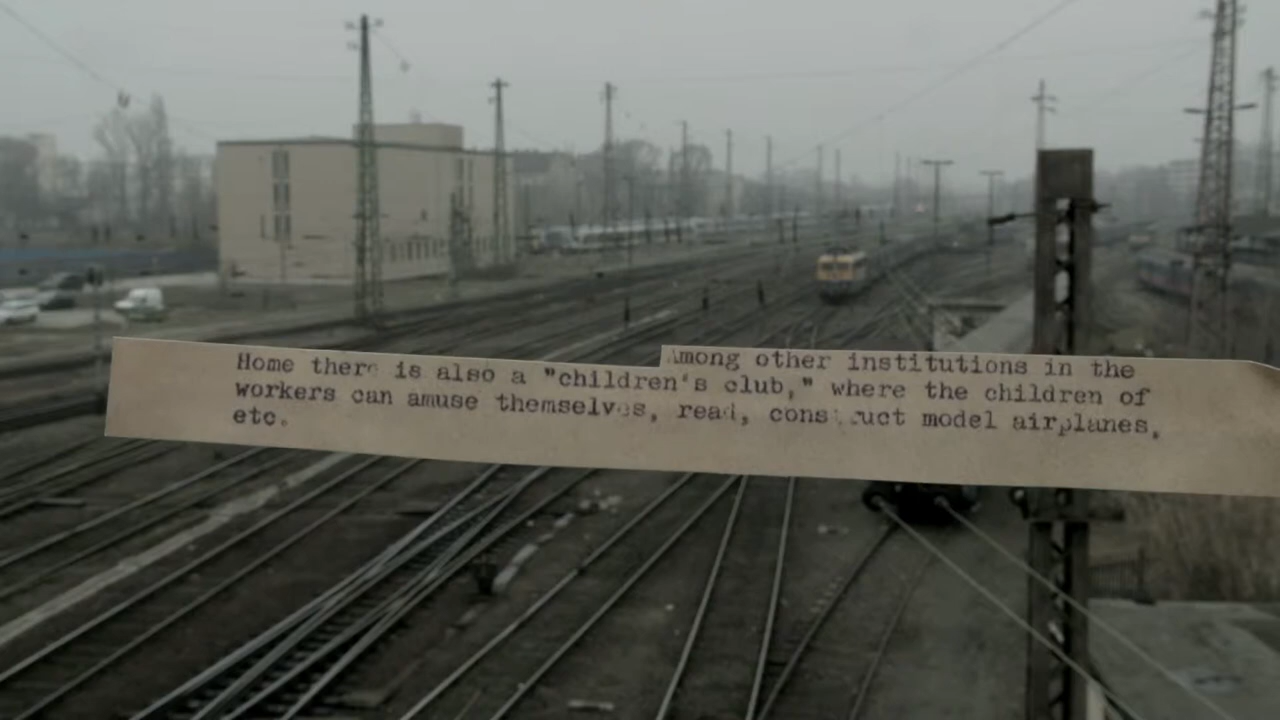 Among other institutions in the
Home there is also a "children's club," where the children of
workers can amuse themselves, read, construct model airplanes,
etc.